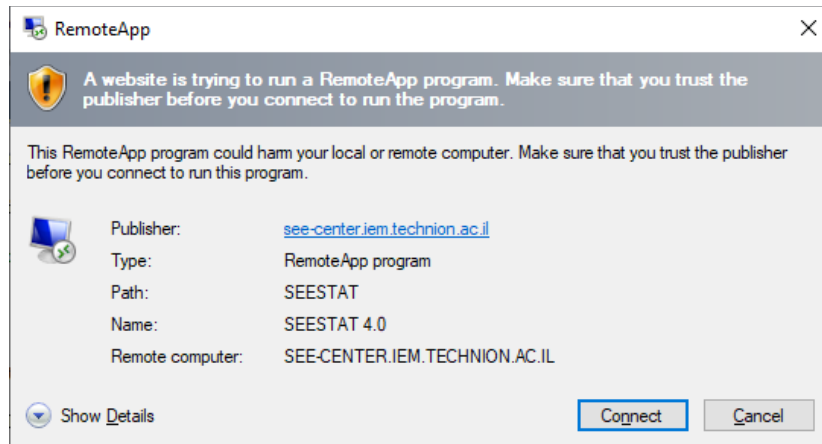 RemoteApp
A website is trying to run a RemoteApp program. Make sure that you trust the
publisher before you connect to run the program.
This RemoteApp program could harm your local or remote computer. Make sure that you trust the publisher
before you connect to run this program.
Publisher: see-center.iem.technion.ac.il
Type: RemoteApp program
Path: SEESTAT
Name: SEESTAT 4.0
Remote computer: SEE-CENTER.IEM.TECHNION.AC.IL
Show Details Connect Cancel